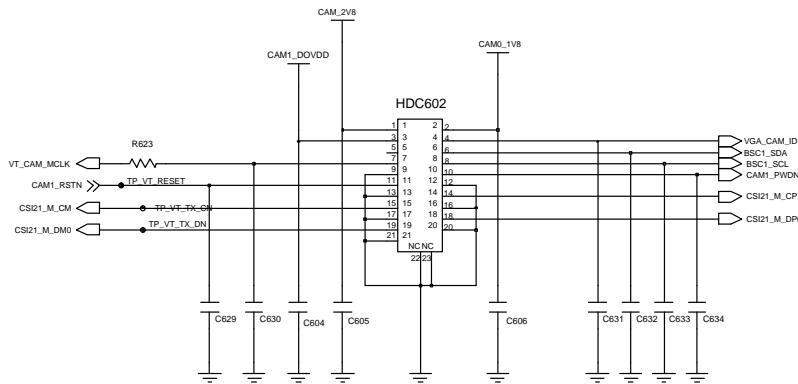 CAM_2V8
CAM0_1V8
CAM1_DOVDD
HDC602
R623
VT_CAM_MCLK
CAM1_RSTN
TP_VT_RESET
CSI21_M_CM
TP_VT_TX_CN
CSI21_M_DM0
TP_VT_TX_DN
1 1 2 2
3 3 4 4
5 5 6 6
7 7 8 8
9 9 10 10
11 11 12 12
13 13 14 14
15 15 16 16
17 17 18 18
19 19 20 20
21 21
NC NC
22 23
VGA_CAM_ID
BSC1_SDA
BSC1_SCL
CAM1_PWDN
CSI21_M_CP
C629
C630
C604
C605
C606
C631
C632
C633
C634